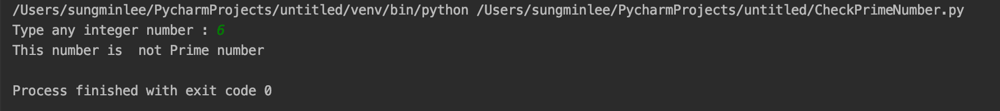 /Users/sungminlee/PycharmProjects/untitled/venv/bin/python /Users/sungminlee/PycharmProjects/untitled/CheckPrimeNumber.py
Type any integer number : 6
This number is  not Prime number
Process finished with exit code 0